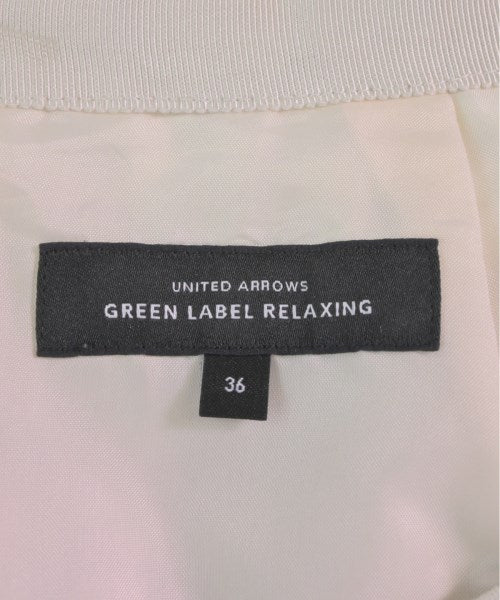 UNITED ARROWS
GREEN LABEL RELAXING
36